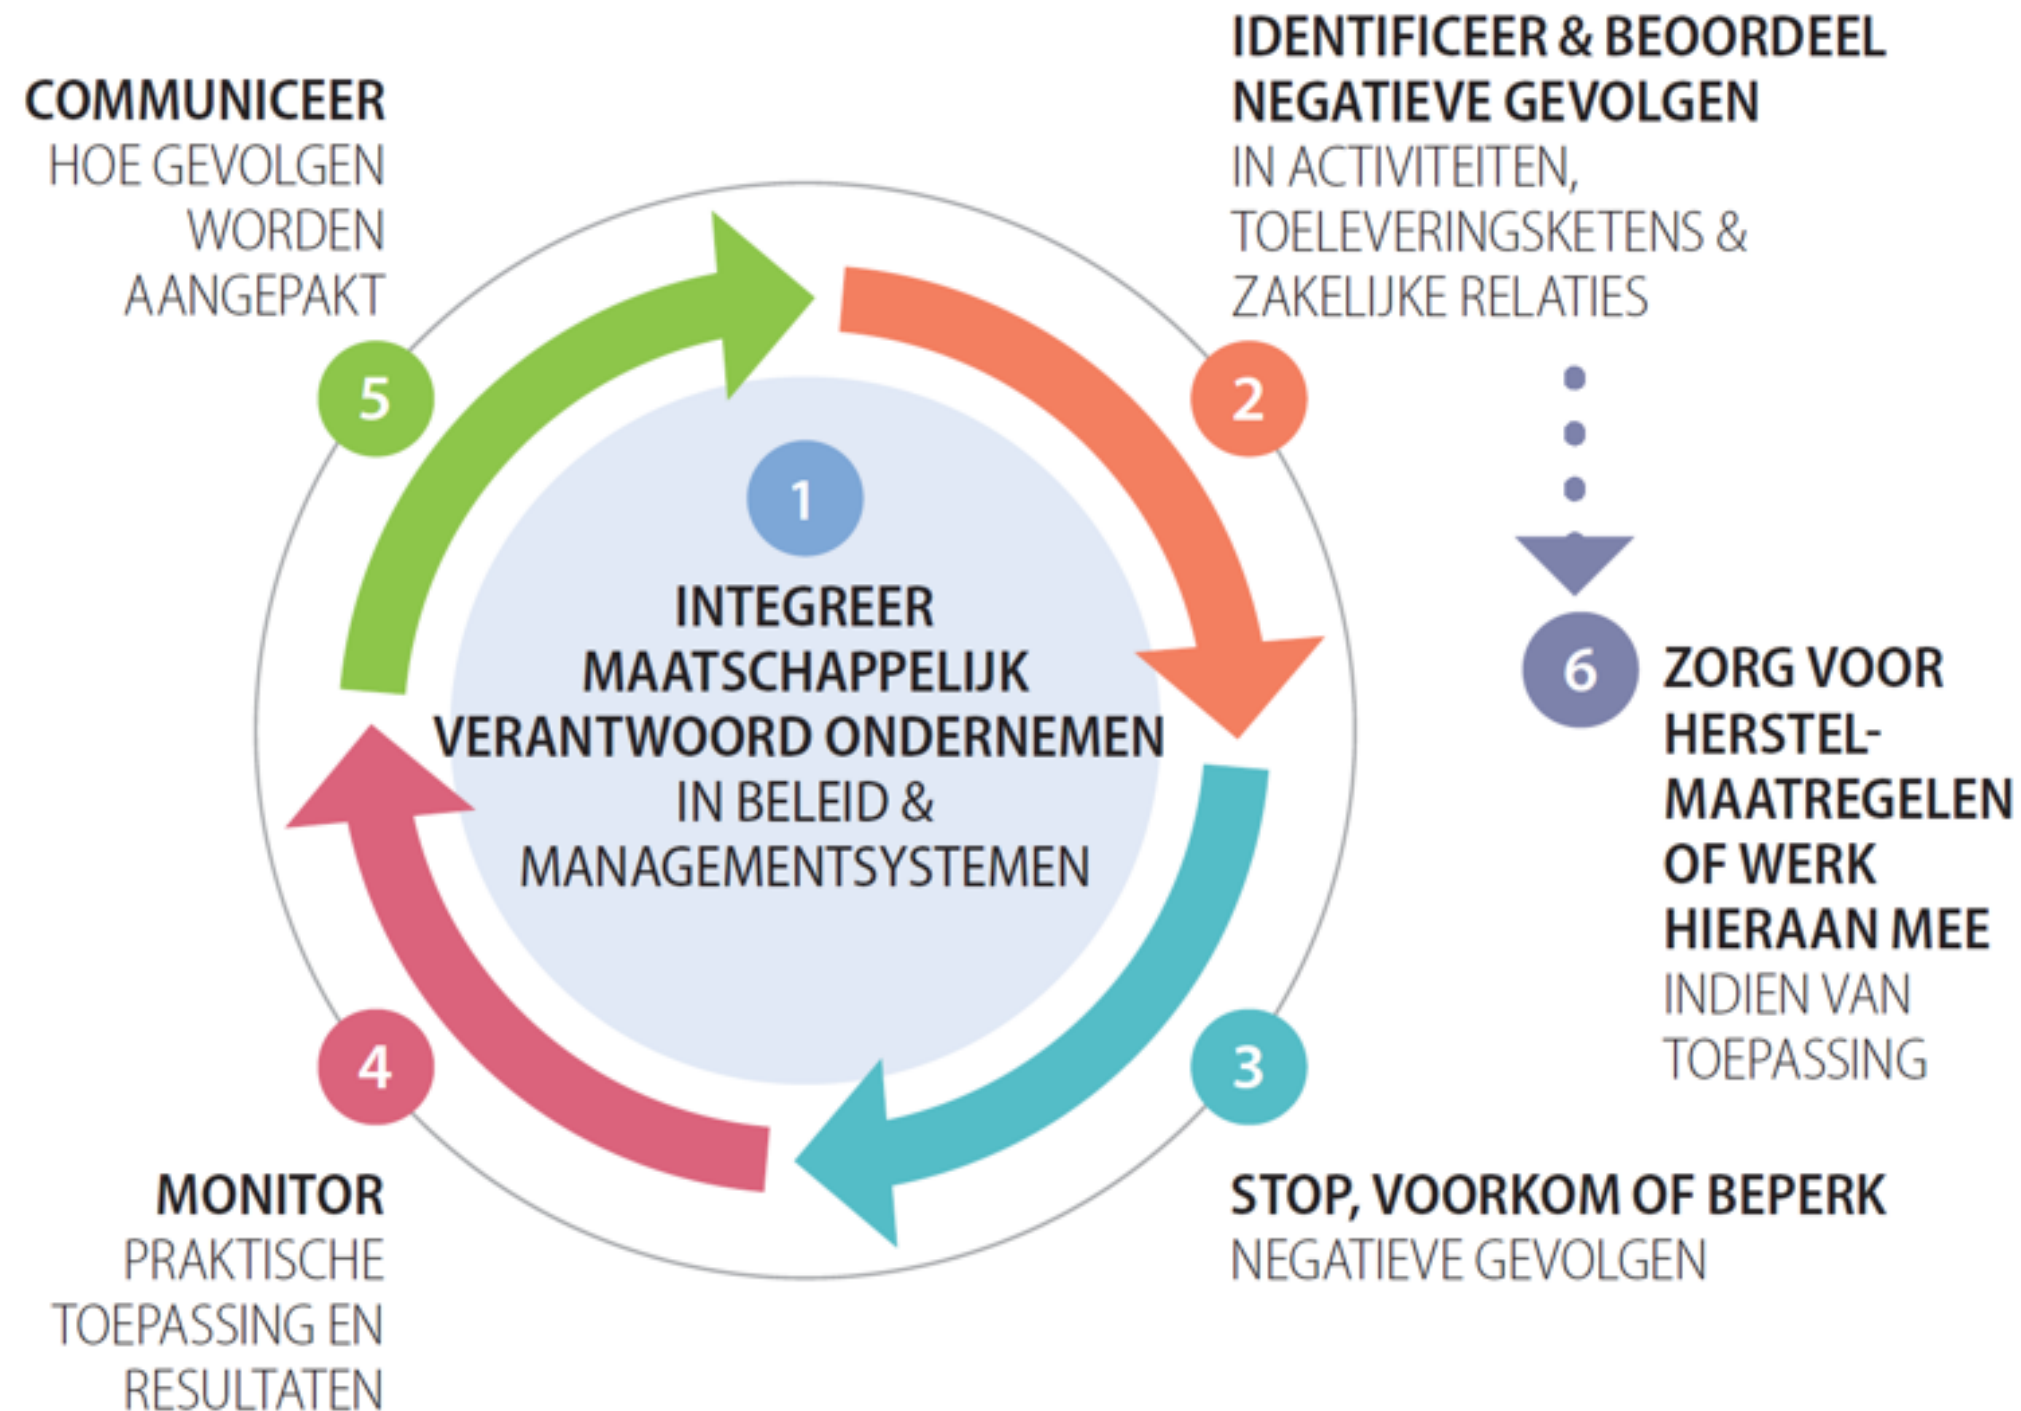 1
INTEGREER
MAATSCHAPPELIJK
VERANTWOORD ONDERNEMEN
IN BELEID &
MANAGEMENTSYSTEMEN
2
IDENTIFICEER & BEOORDEEL
NEGATIEVE GEVOLGEN
IN ACTIVITEITEN,
TOELEVERINGSKETENS &
ZAKELIJKE RELATIES
3
STOP, VOORKOM OF BEPERK
NEGATIEVE GEVOLGEN
4
MONITOR
PRAKTISCHE
TOEPASSING EN
RESULTATEN
5
COMMUNICEER
HOE GEVOLGEN
WORDEN
AANGEPAKT
6
ZORG VOOR
HERSTEL-
MAATREGELEN
OF WERK
HIERAAN MEE
INDIEN VAN
TOEPASSING